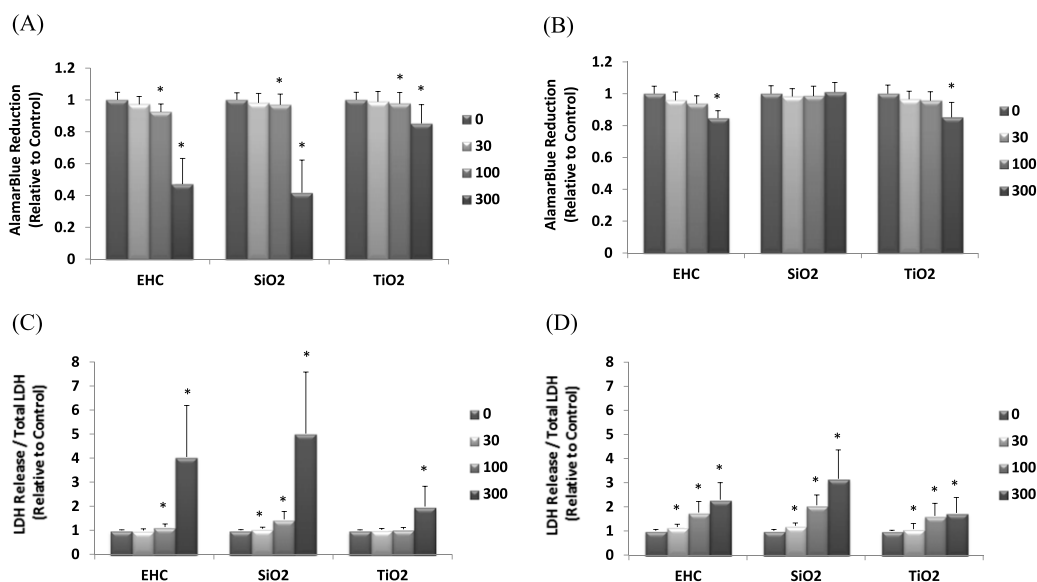 (A)
AlamarBlue Reduction
(Relative to Control)
1.2
1
0.8
0.6
0.4
0.2
0
* * * * * *
EHC SiO2 TiO2
0
30
100
300
(B)
AlamarBlue Reduction
(Relative to Control)
1.2
1
0.8
0.6
0.4
0.2
0
* *
EHC SiO2 TiO2
0
30
100
300
(C)
LDH Release / Total LDH
(Relative to Control)
8
7
6
5
4
3
2
1
0
* * * * * *
EHC SiO2 TiO2
0
30
100
300
(D)
LDH Release / Total LDH
(Relative to Control)
8
7
6
5
4
3
2
1
0
* * * * * * * * *
EHC SiO2 TiO2
0
30
100
300